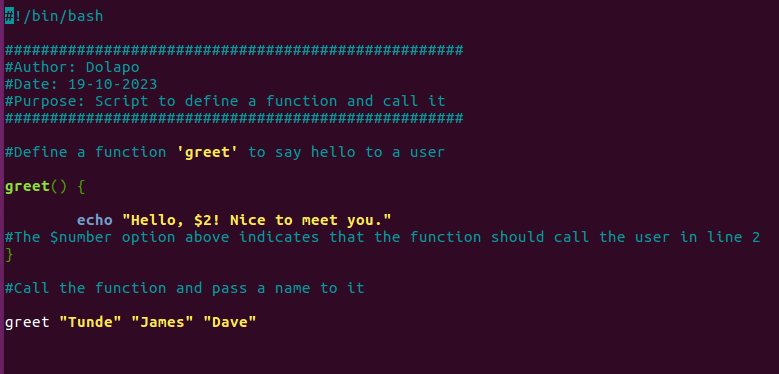 #!/bin/bash
###################################################
#Author: Dolapo
#Date: 19-10-2023
#Purpose: Script to define a function and call it
###################################################
#Define a function 'greet' to say hello to a user
greet() {
echo "Hello, $2! Nice to meet you."
#The $number option above indicates that the function should call the user in line 2
}
#Call the function and pass a name to it
greet "Tunde" "James" "Dave"